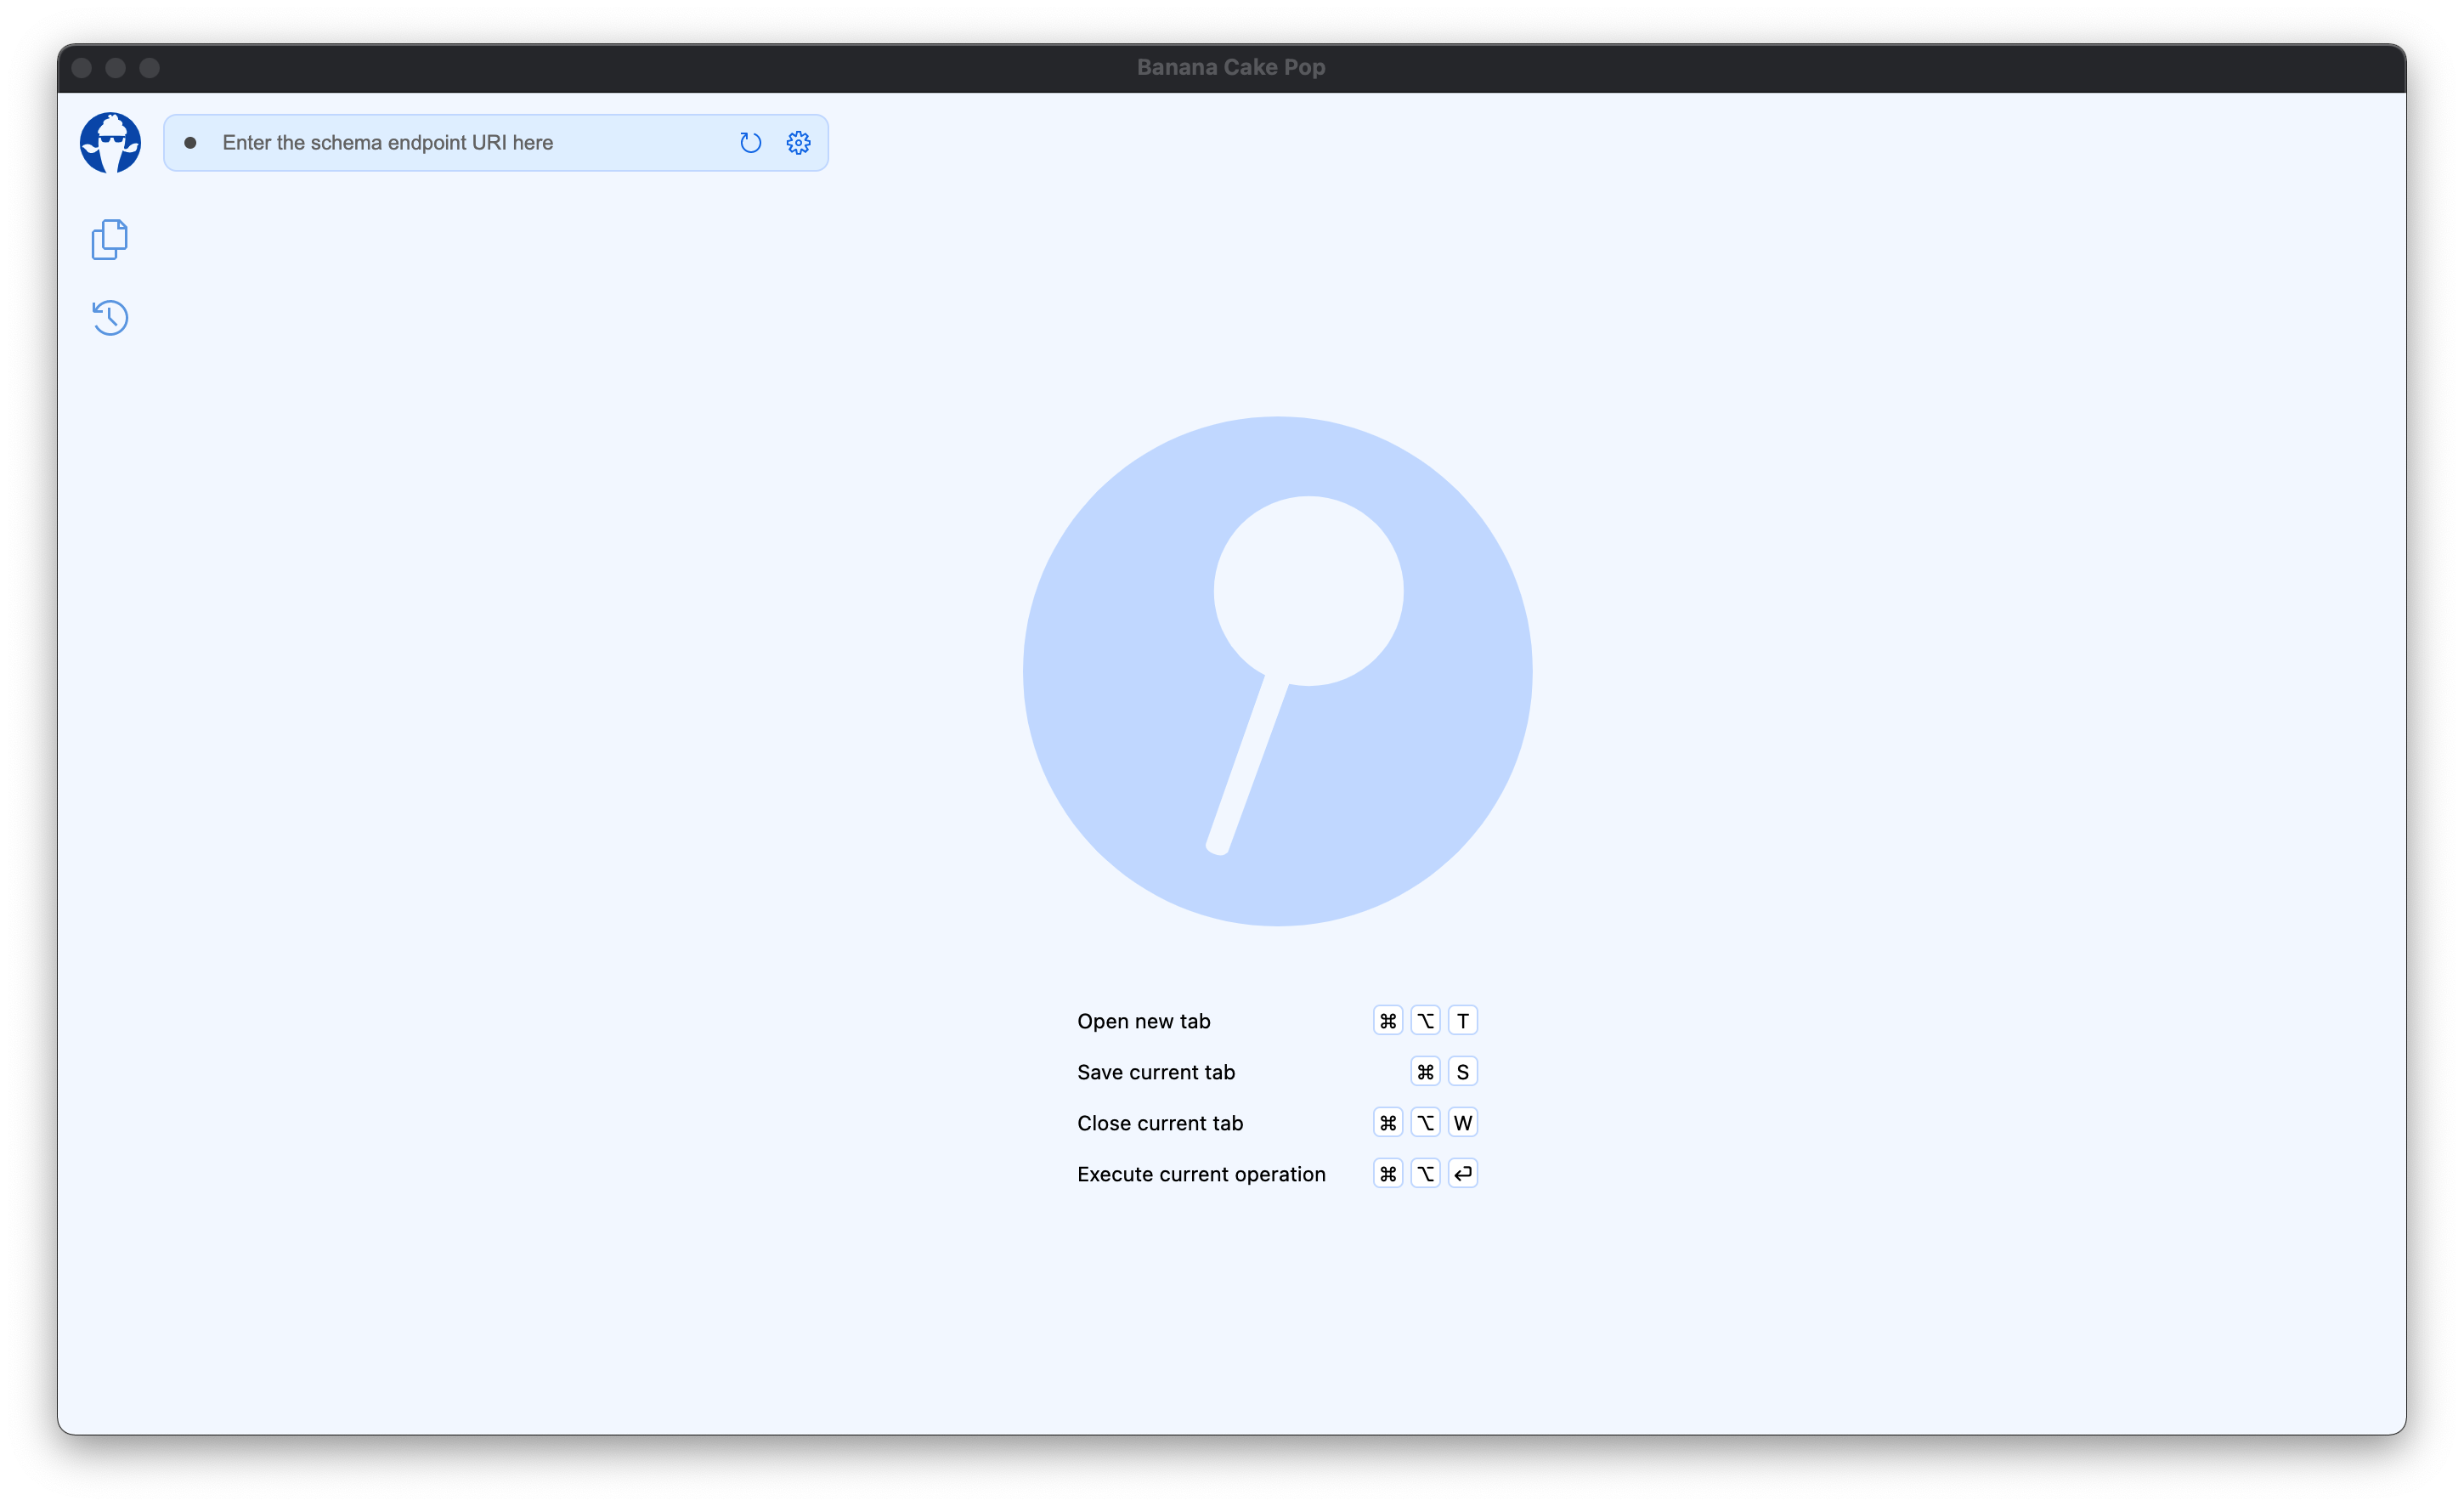 Banana Cake Pop
Enter the schema endpoint URI here
Open new tab ⌘ ⌥ T
Save current tab ⌘ S
Close current tab ⌘ ⌥ W
Execute current operation ⌘ ⌥ ↩